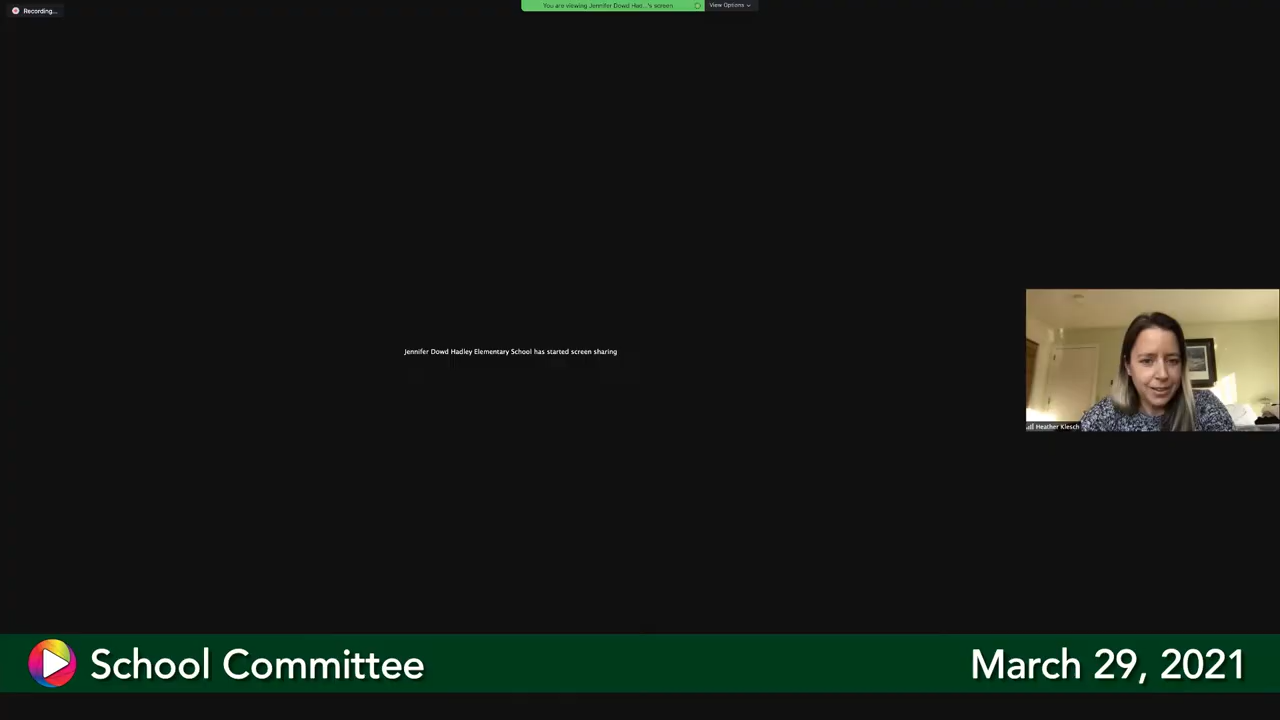 Recording...
You are viewing Jennifer Dowd Had...'s screen
View Options
Jennifer Dowd Hadley Elementary School has started screen sharing
Heather Klesch
School Committee
March 29, 2021